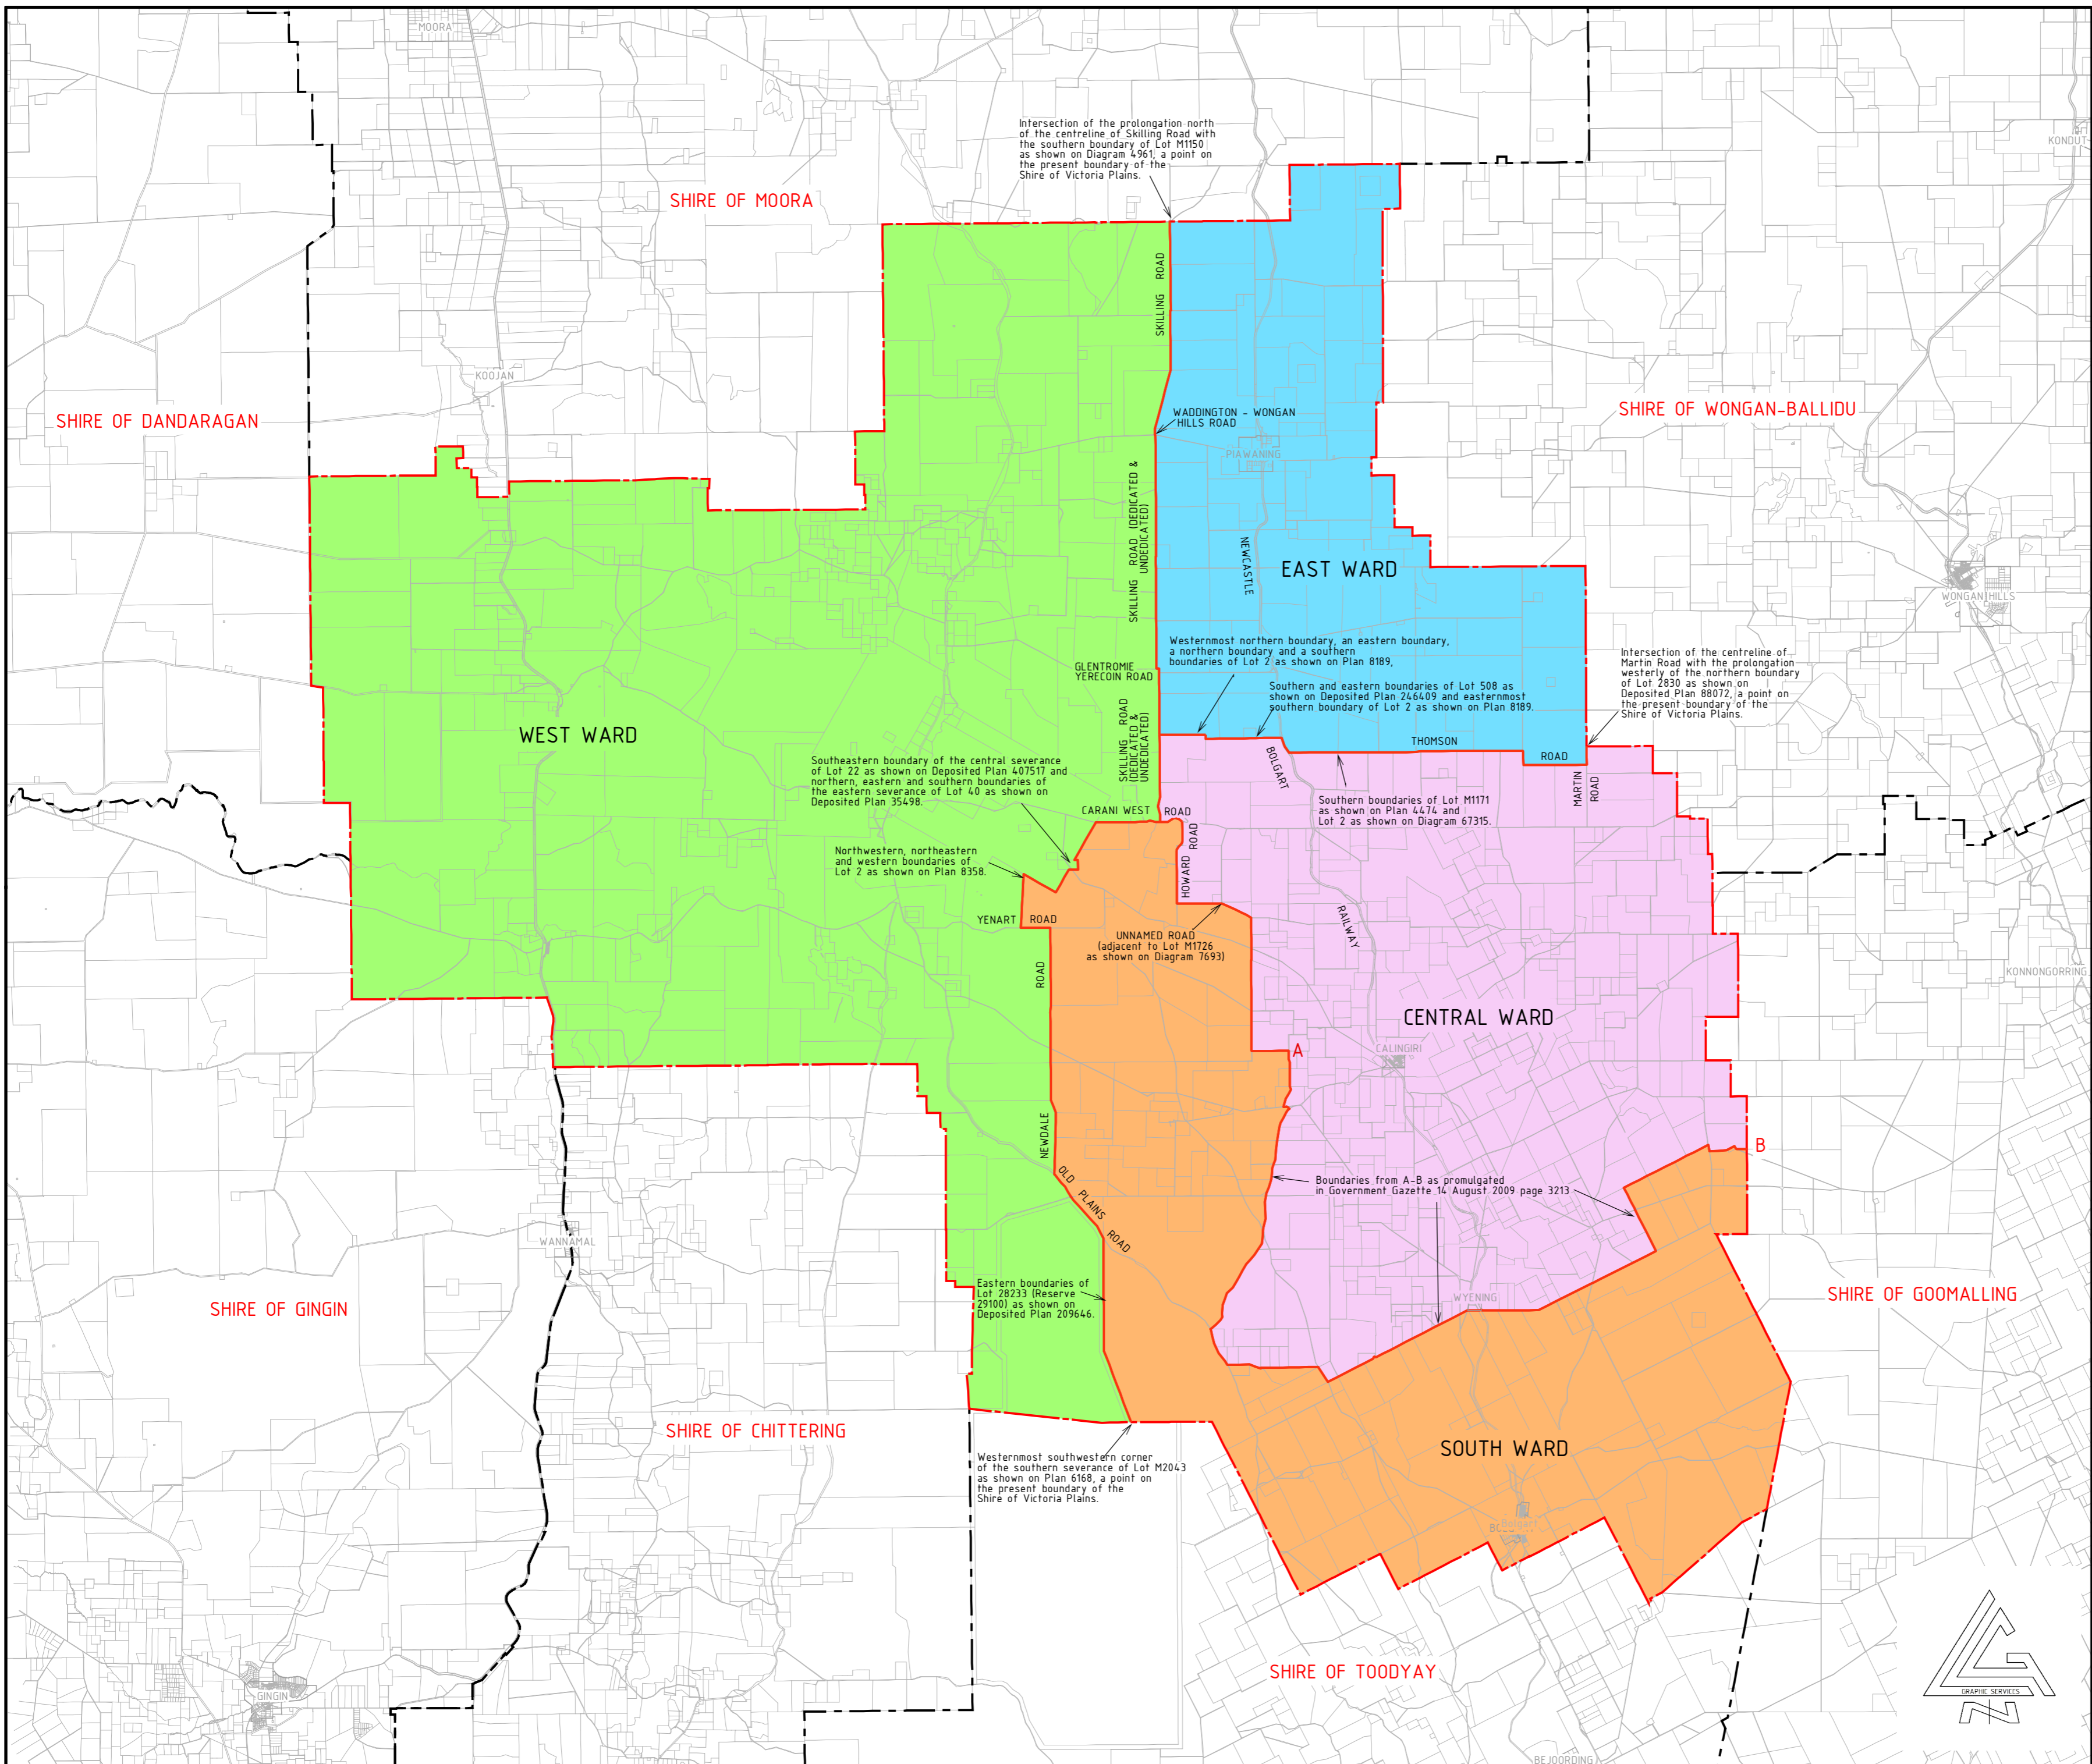 MOORA
Intersection of the prolongation north
of the centreline of Skilling Road with
the southern boundary of Lot M1150
as shown on Diagram 4961, a point on
the present boundary of the
Shire of Victoria Plains.
KONDUT
SHIRE OF MOORA
SKILLING ROAD
KOOJAN
SHIRE OF DANDARAGAN
WADDINGTON - WONGAN
HILLS ROAD
SHIRE OF WONGAN-BALLIDU
PIAWANING
SKILLING ROAD (DEDICATED &
UNDEDICATED)
NEWCASTLE
EAST WARD
WONGAN HILLS
Westernmost northern boundary, an eastern boundary,
a northern boundary and a southern
boundaries of Lot 2 as shown on Plan 8189,
Intersection of the centreline of
Martin Road with the prolongation
westerly of the northern boundary
of Lot 2830 as shown on
Deposited Plan 88072, a point on
the present boundary of the
Shire of Victoria Plains.
GLENTROMIE
YERECOIN ROAD
Southern and eastern boundaries of Lot 508 as
shown on Deposited Plan 246409 and easternmost
southern boundary of Lot 2 as shown on Plan 8189.
WEST WARD
SKILLING ROAD
(DEDICATED &
UNDEDICATED)
THOMSON
ROAD
BOLGART
MARTIN
ROAD
Southeastern boundary of the central severance
of Lot 22 as shown on Deposited Plan 407517 and
northern, eastern and southern boundaries of
the eastern severance of Lot 40 as shown on
Deposited Plan 35498.
Southern boundaries of Lot M1171
as shown on Plan 4474 and
Lot 2 as shown on Diagram 67315.
CARANI WEST ROAD
Northwestern, northeastern
and western boundaries of
Lot 2 as shown on Plan 8358.
HOWARD ROAD
YENART ROAD
RAILWAY
UNNAMED ROAD
(adjacent to Lot M1726
as shown on Diagram 7693)
ROAD
KONNONGORRING
CENTRAL WARD
A
CALINGIRI
NEWDALE
B
OLD PLAINS ROAD
Boundaries from A-B as promulgated
in Government Gazette 14 August 2009 page 3213
WANNAMAL
Eastern boundaries of
Lot 28233 (Reserve
29100) as shown on
Deposited Plan 209646.
WYENING
SHIRE OF GINGIN
SHIRE OF GOOMALLING
SHIRE OF CHITTERING
SOUTH WARD
Westernmost southwestern corner
of the southern severance of Lot M2043
as shown on Plan 6168, a point on
the present boundary of the
Shire of Victoria Plains.
Bolgart
SHIRE OF TOODYAY
GINGIN
GRAPHIC SERVICES
N
BEJOORDING